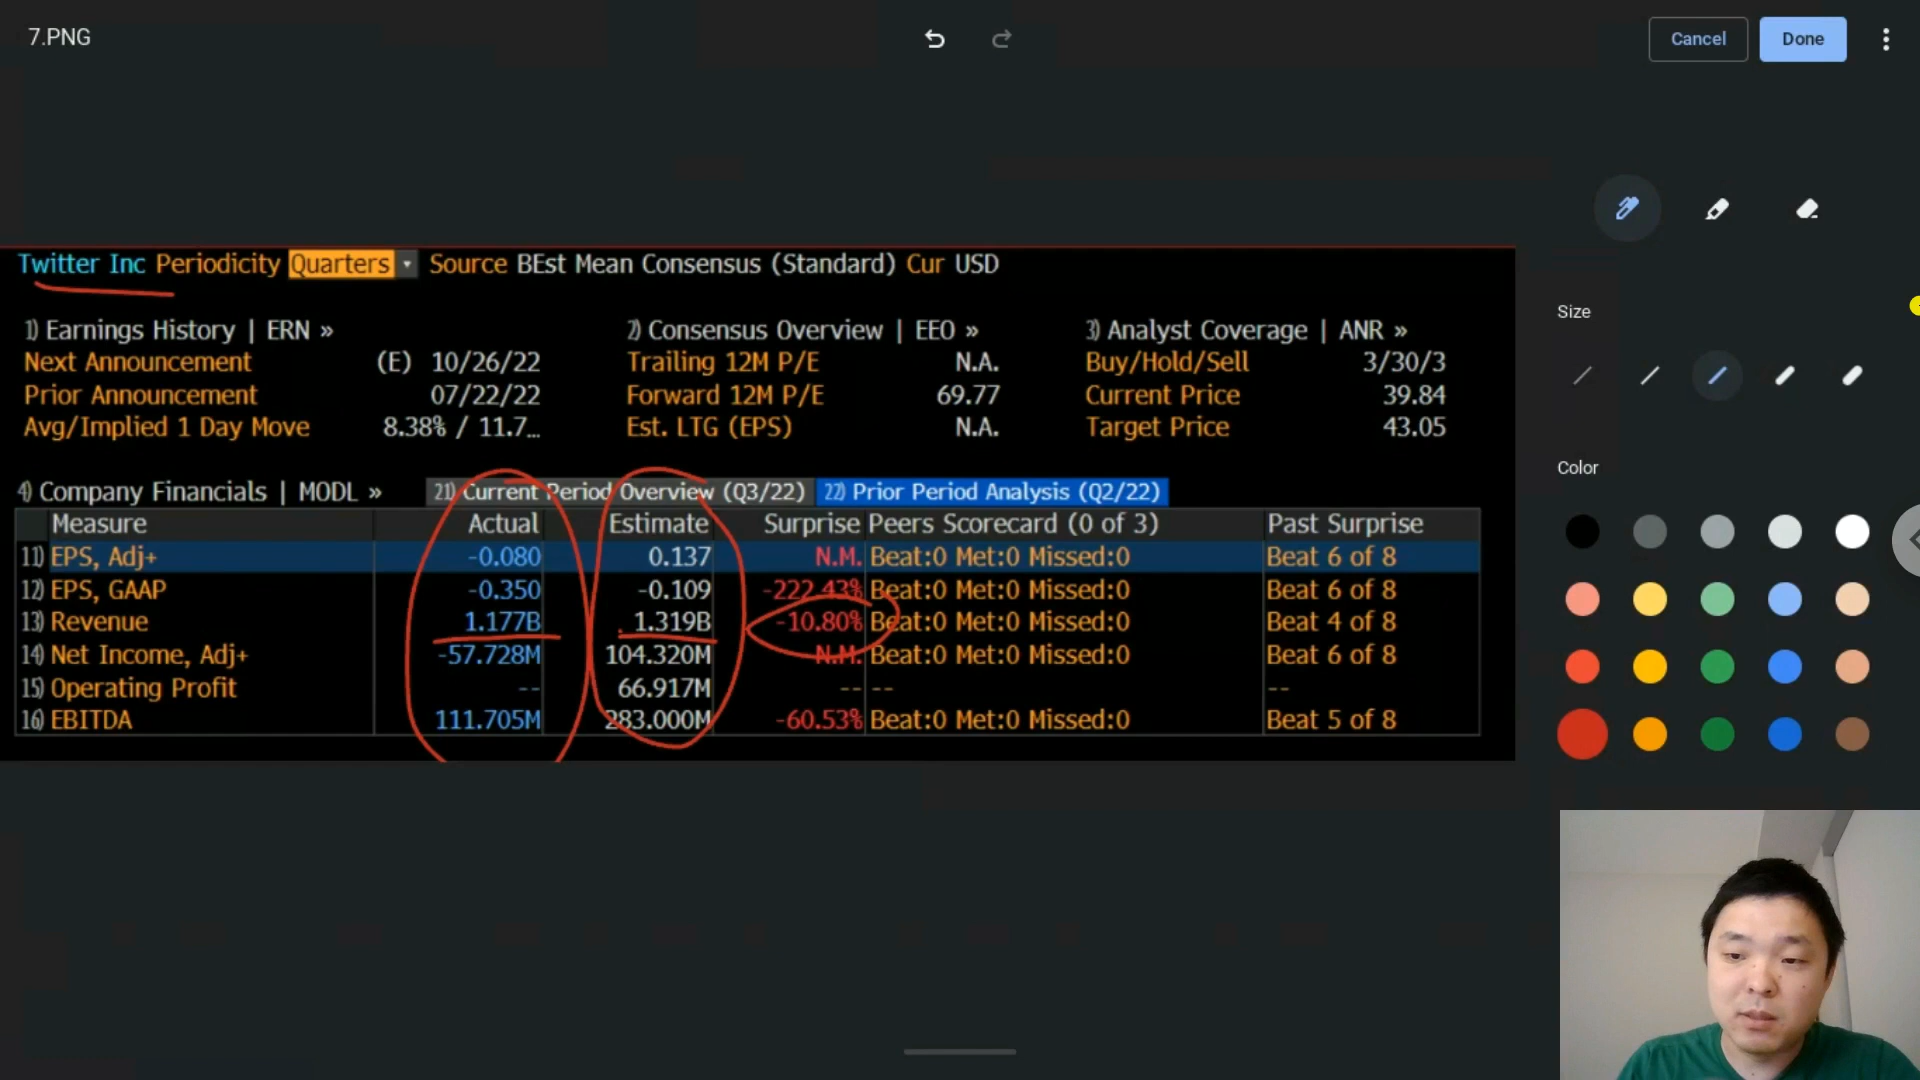 7.PNG
Cancel
Done
Twitter Inc Periodicity Quarters Source BEst Mean Consensus (Standard) Cur USD
1) Earnings History | ERN »
2) Consensus Overview | EEO »
3) Analyst Coverage | ANR »
Next Announcement (E) 10/26/22
Trailing 12M P/E N.A.
Buy/Hold/Sell 3/30/3
Prior Announcement 07/22/22
Forward 12M P/E 69.77
Current Price 39.84
Avg/Implied 1 Day Move 8.38% / 11.7...
Est. LTG (EPS) N.A.
Target Price 43.05
4) Company Financials | MODL » 21) Current Period Overview (Q3/22) 22) Prior Period Analysis (Q2/22)
Measure Actual Estimate Surprise Peers Scorecard (0 of 3) Past Surprise
11) EPS, Adj+ -0.080 0.137 N.M. Beat:0 Met:0 Missed:0 Beat 6 of 8
12) EPS, GAAP -0.350 -0.109 -222.43% Beat:0 Met:0 Missed:0 Beat 6 of 8
13) Revenue 1.177B 1.319B -10.80% Beat:0 Met:0 Missed:0 Beat 4 of 8
14) Net Income, Adj+ -57.728M 104.320M N.M. Beat:0 Met:0 Missed:0 Beat 6 of 8
15) Operating Profit -- 66.917M -- -- --
16) EBITDA 111.705M 283.000M -60.53% Beat:0 Met:0 Missed:0 Beat 5 of 8
Size
Color